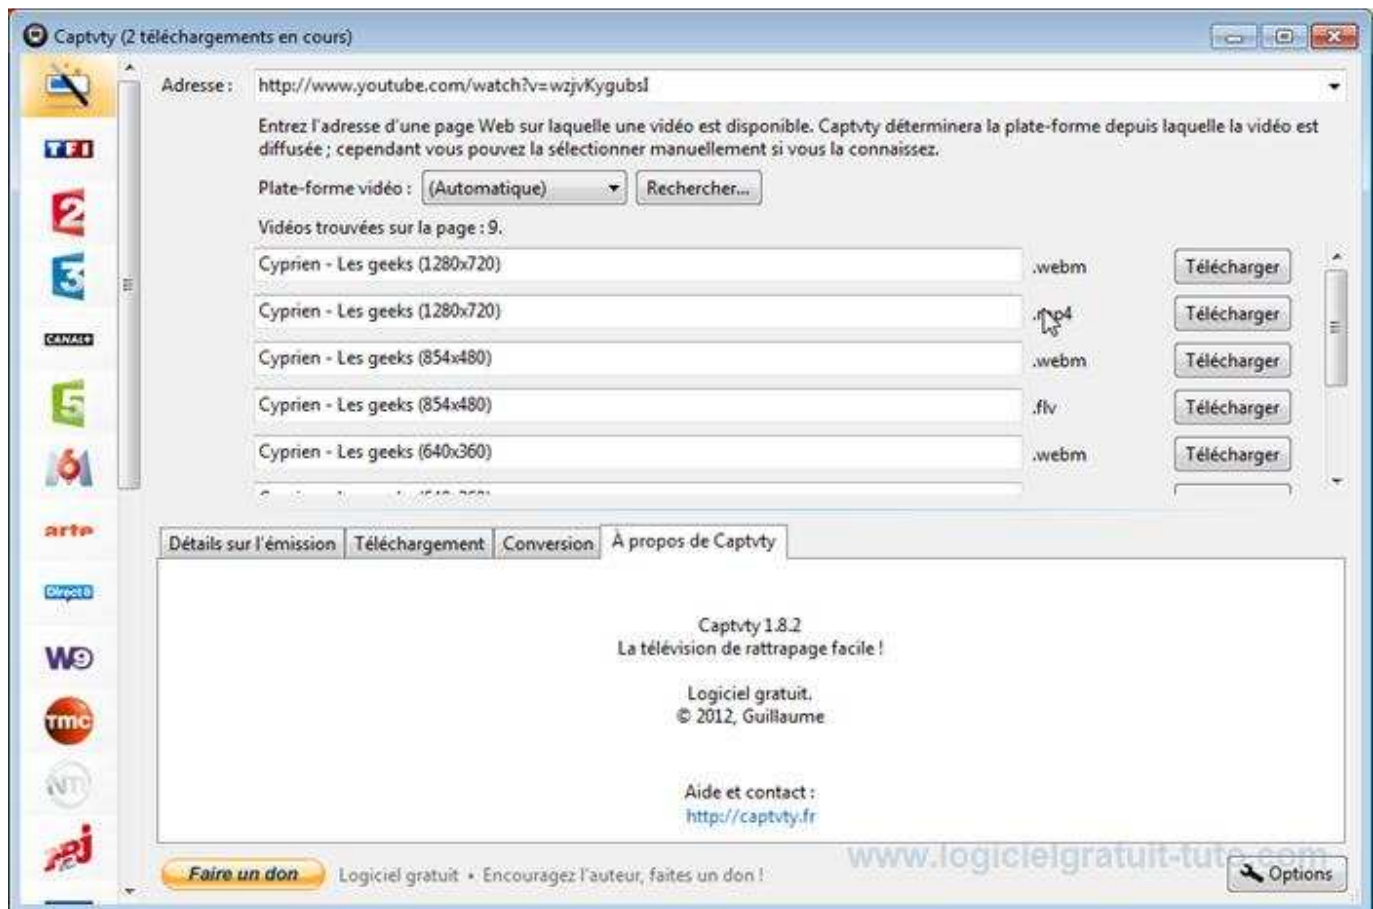 Captvty (2 téléchargements en cours)
Adresse : http://www.youtube.com/watch?v=wzjvKygubsI
Entrez l'adresse d'une page Web sur laquelle une vidéo est disponible. Captvty déterminera la plate-forme depuis laquelle la vidéo est
diffusée ; cependant vous pouvez la sélectionner manuellement si vous la connaissez.
Plate-forme vidéo : (Automatique) Rechercher...
Vidéos trouvées sur la page : 9.
Cyprien - Les geeks (1280x720) .webm Télécharger
Cyprien - Les geeks (1280x720) .mp4 Télécharger
Cyprien - Les geeks (854x480) .webm Télécharger
Cyprien - Les geeks (854x480) .flv Télécharger
Cyprien - Les geeks (640x360) .webm Télécharger
TF1
2
3
CANAL+
5
6
arte
Direct 8
W9
TMC
NT1
NRJ
Détails sur l'émission Téléchargement Conversion À propos de Captvty
Captvty 1.8.2
La télévision de rattrapage facile !
Logiciel gratuit.
© 2012, Guillaume
Aide et contact :
http://captvty.fr
www.logicielgratuit-tuto.com
Faire un don Logiciel gratuit • Encouragez l'auteur, faites un don ! Options